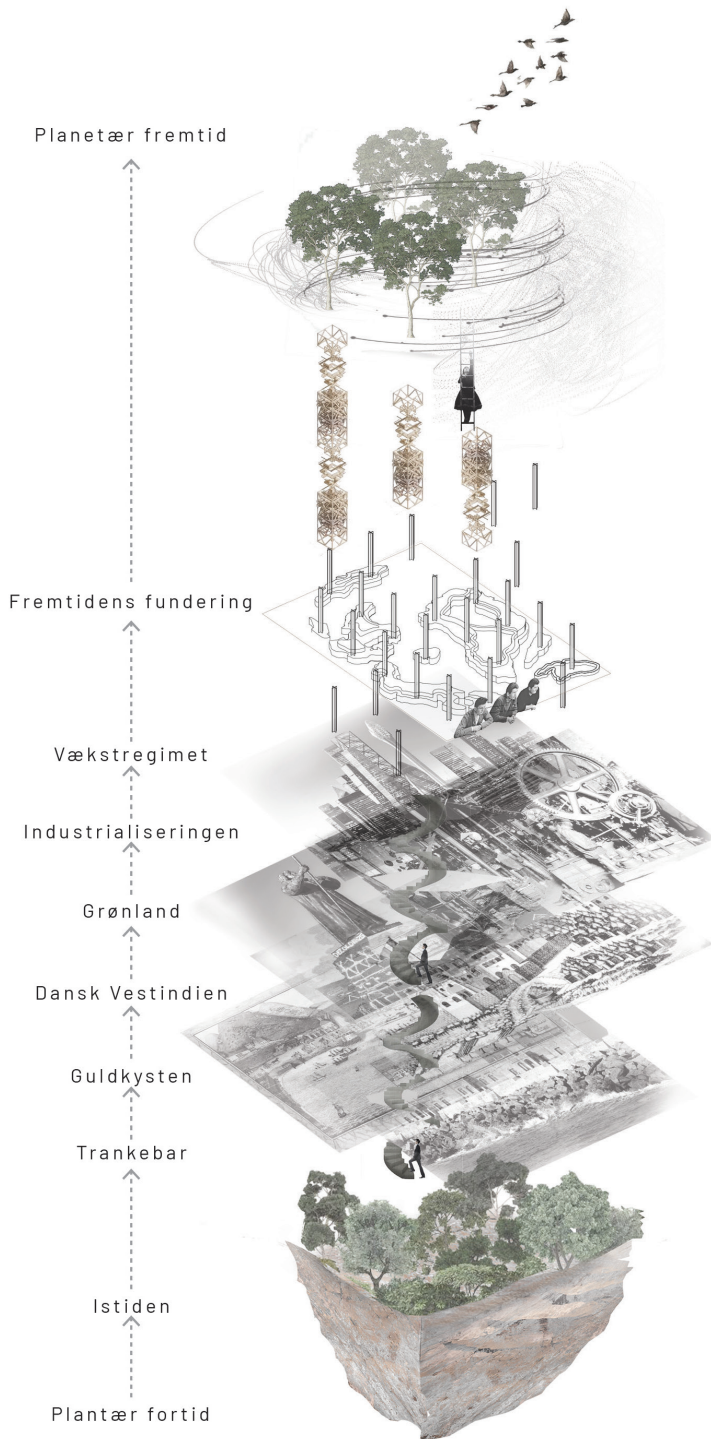 Planetær fremtid
Fremtidens fundering
Vækstregimet
Industrialiseringen
Grønland
Dansk Vestindien
Guldkysten
Trankebar
Istiden
Plantær fortid